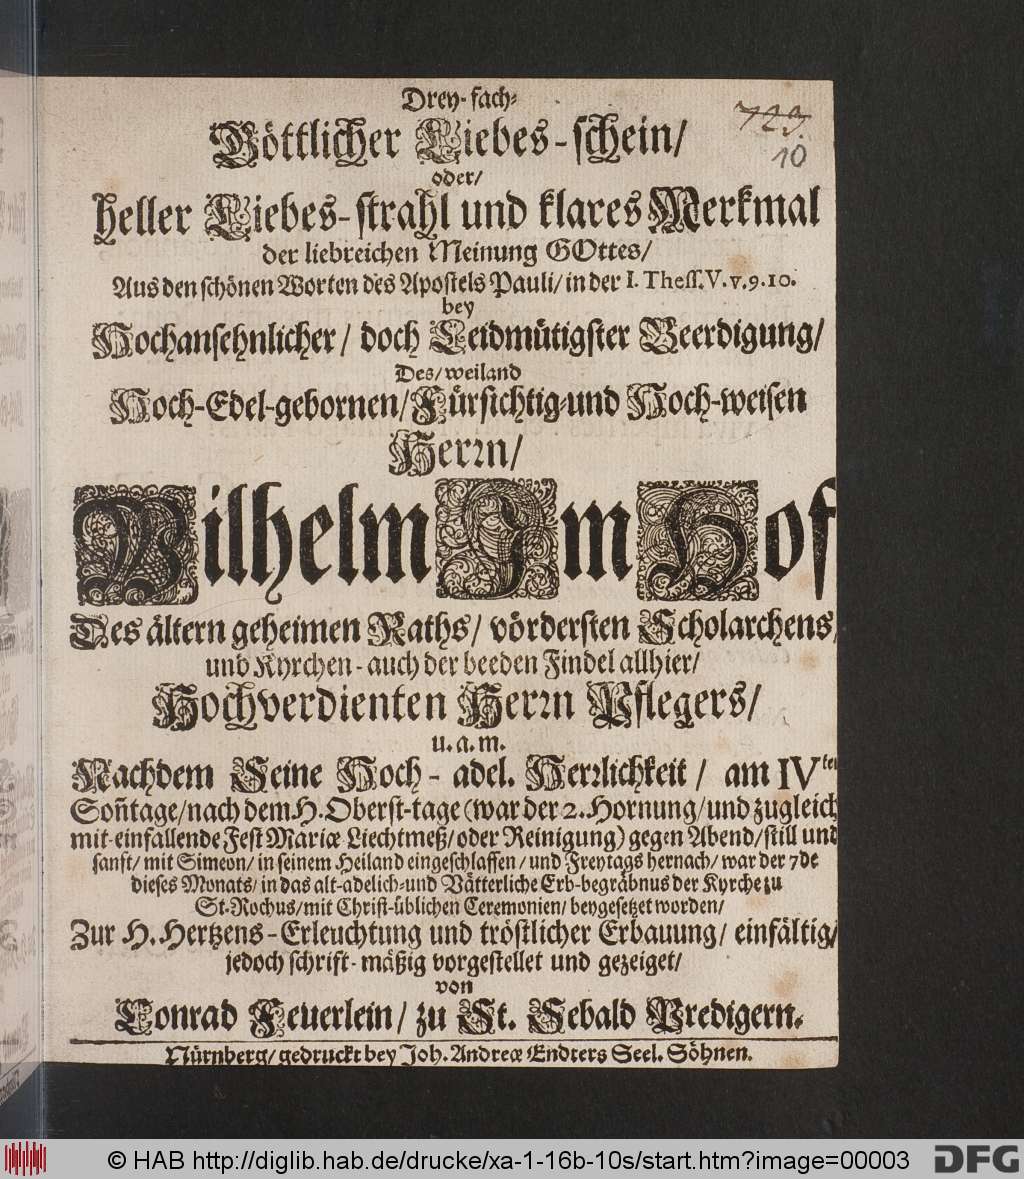 Drey-fach-
Göttlicher Liebes-schein/
729.
10
oder/
heller Liebes-strahl und klares Merkmal
der liebreichen Meinung GOttes/
Aus den schönen Worten des Apostels Pauli/ in der I. Thess. V. v. 9. 10.
bey
Hochansehnlicher/ doch Leidmütigster Beerdigung/
Des/ weiland
Hoch-Edel-gebornen/ Fürsichtig-und Hoch-weisen
Herrn/
Wilhelm Im Hof
Des ältern geheimen Raths/ vördersten Scholarchens,
und Kyrchen-auch der beeden Findel allhier/
Hochverdienten Herrn Pflegers/
u. a. m.
Nachdem Seine Hoch-adel. Herrlichkeit/ am IVten
Soñtage/ nach dem H. Oberst-tage (war der 2. Hornung/ und zugleich
mit-einfallende Fest Mariæ Liechtmeß/ oder Reinigung) gegen Abend/ still und
sanft/ mit Simeon/ in seinem Heiland eingeschlaffen/ und Freytags hernach/ war der 7de
dieses Monats/ in das alt-adelich-und Vätterliche Erb-begräbnus der Kyrche zu
St. Rochus/ mit Christ-üblichen Ceremonien/ beygesetzet worden/
Zur H. Hertzens-Erleuchtung und tröstlicher Erbauung/ einfältig/
jedoch schrift-mäßig vorgestellet und gezeiget/
von
Conrad Feuerlein/ zu St. Sebald Predigern.
Nürnberg/ gedruckt bey Joh. Andreæ Endters Seel. Söhnen.
© HAB http://diglib.hab.de/drucke/xa-1-16b-10s/start.htm?image=00003
DFG